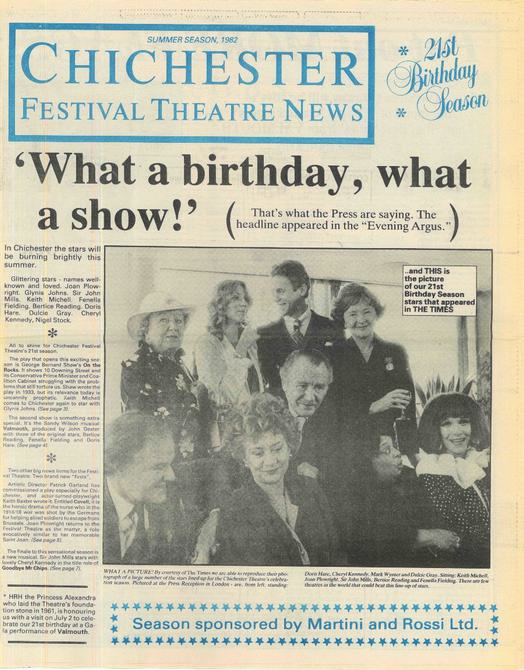 SUMMER SEASON, 1982
CHICHESTER
FESTIVAL THEATRE NEWS
* 21st
Birthday
* Season
‘What a birthday, what
a show!’
( That's what the Press are saying. The
headline appeared in the “Evening Argus.” )
In Chichester the stars will
be burning brightly this
summer.
Glittering stars - names well-
known and loved. Joan Plow-
right. Glynis Johns. Sir John
Mills. Keith Michell. Fenella
Fielding. Bertice Reading. Doris
Hare. Dulcie Gray. Cheryl
Kennedy, Nigel Stock.
*
All to shine for Chichester Festival
Theatre's 21st season.
The play that opens this exciting sea-
son is George Bernard Shaw's On the
Rocks. It shows 10 Downing Street and
its Conservative Prime Minister and Coa-
lition Cabinet struggling with the prob-
lems that still torture us. Shaw wrote the
play in 1933, but its relevance today is
uncannily prophetic. Keith Michell
comes to Chichester again to star with
Glynis Johns. (See page 3).
The second show is something extra
special. It's the Sandy Wilson musical
Valmouth, produced by John Dexter
with three of the original stars, Bertice
Reading, Fenella Fielding and Doris
Hare. (See page 4).
*
Two other big news items for the Festi-
val Theatre. Two brand new “firsts”.
Artistic Director Patrick Garland has
commissioned a play especially for Chi-
chester, and actor-turned-playwright
Keith Baxter wrote it. Entitled Cavell, it is
the heroic drama of the nurse who in the
1914/18 war was shot by the Germans
for helping allied soldiers to escape from
Brussels. Joan Plowright returns to the
Festival Theatre as the martyr, a role
evocatively similar to her memorable
Saint Joan. (See page 8).
The finale to this sensational season is
a new musical. Sir John Mills stars with
lovely Cheryl Kennedy in the title role of
Goodbye Mr Chips. (See page 7).
* HRH the Princess Alexandra
who laid the Theatre's founda-
tion stone in 1961, is honouring
us with a visit on July 2 to cele-
brate our 21st birthday at a Ga-
la performance of Valmouth.
..and THIS is
the picture
of our 21st
Birthday Season
stars that appeared
in THE TIMES
WHAT A PICTURE! By courtesy of The Times we are able to reproduce their pho-
tograph of a large number of the stars lined up for the Chichester Theatre's celebra-
tion season. Pictured at the Press Reception in London - are, from left, standing:
Doris Hare, Cheryl Kennedy, Mark Wynter and Dulcie Gray. Sitting: Keith Michell,
Joan Plowright, Sir John Mills, Bertice Reading and Fenella Fielding. There are few
theatres in the world that could beat this line-up of stars.
Season sponsored by Martini and Rossi Ltd.